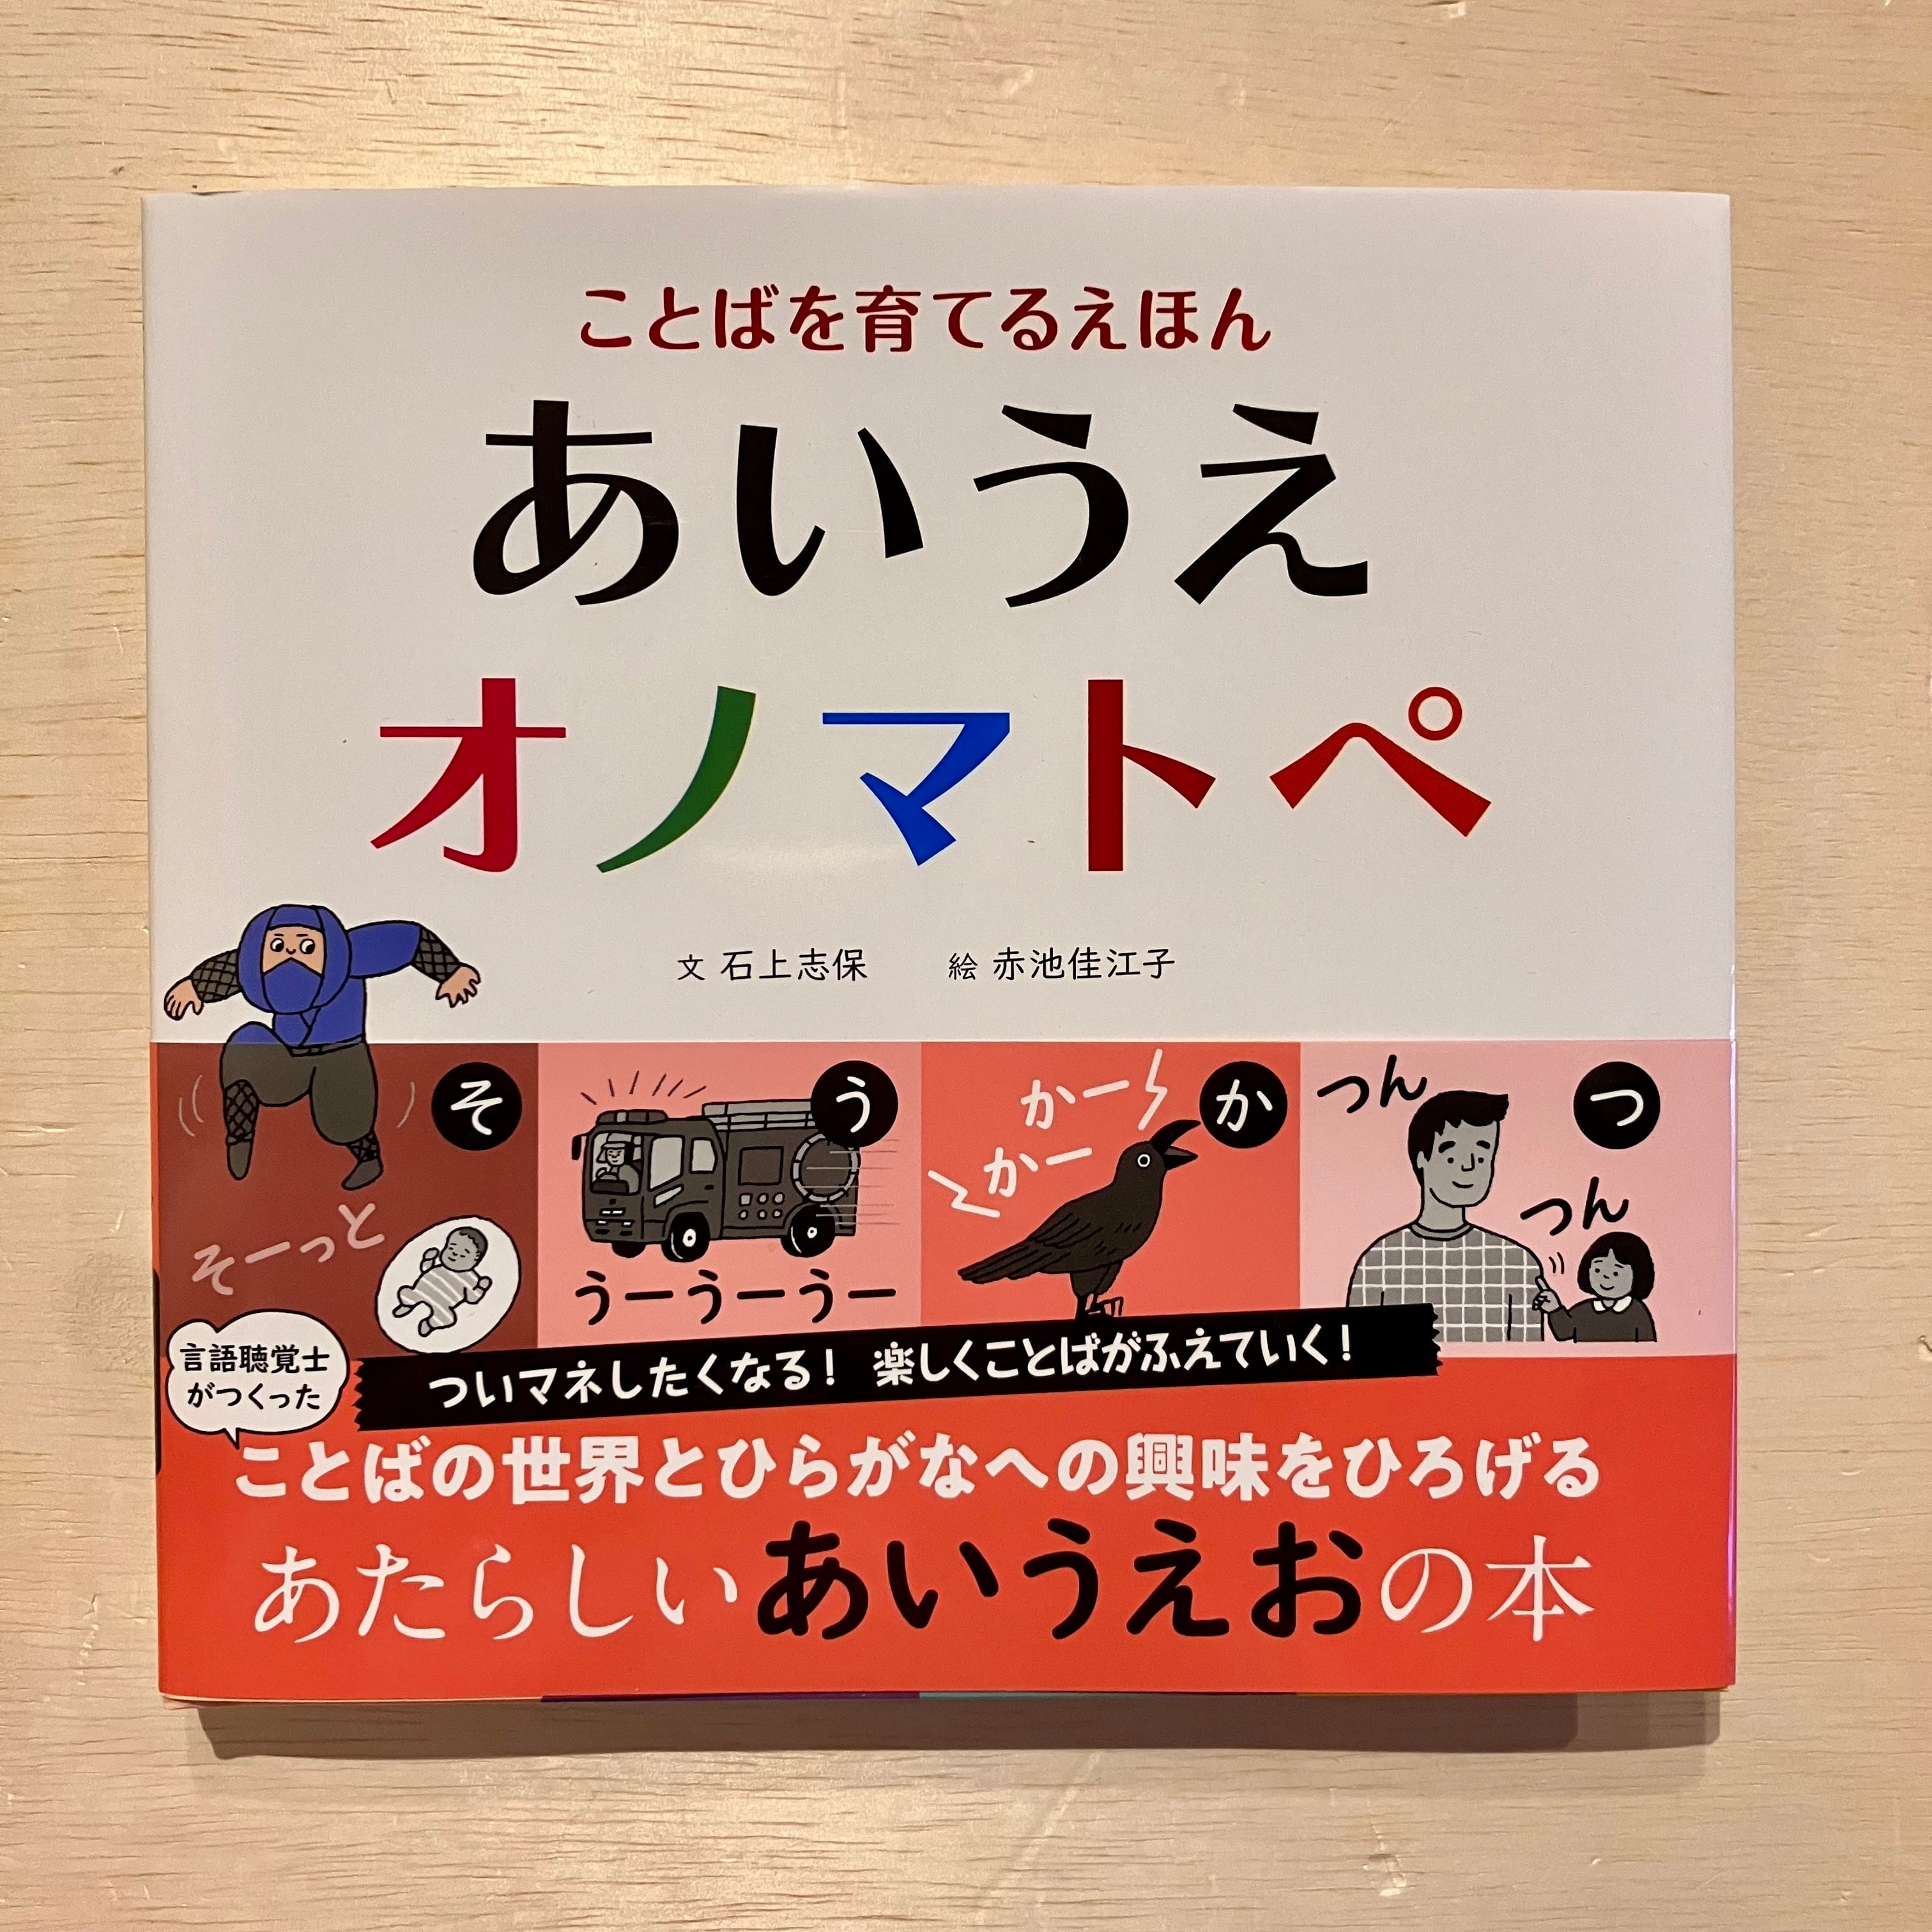 ことばを育てるえほん
あいうえ
オノマトペ
文 石上志保　絵 赤池佳江子
そ
そーっと
う
うーうーうー
か
かー
かー
つ
つん
つん
言語聴覚士
がつくった
ついマネしたくなる！ 楽しくことばがふえていく！
ことばの世界とひらがなへの興味をひろげる
あたらしいあいうえおの本